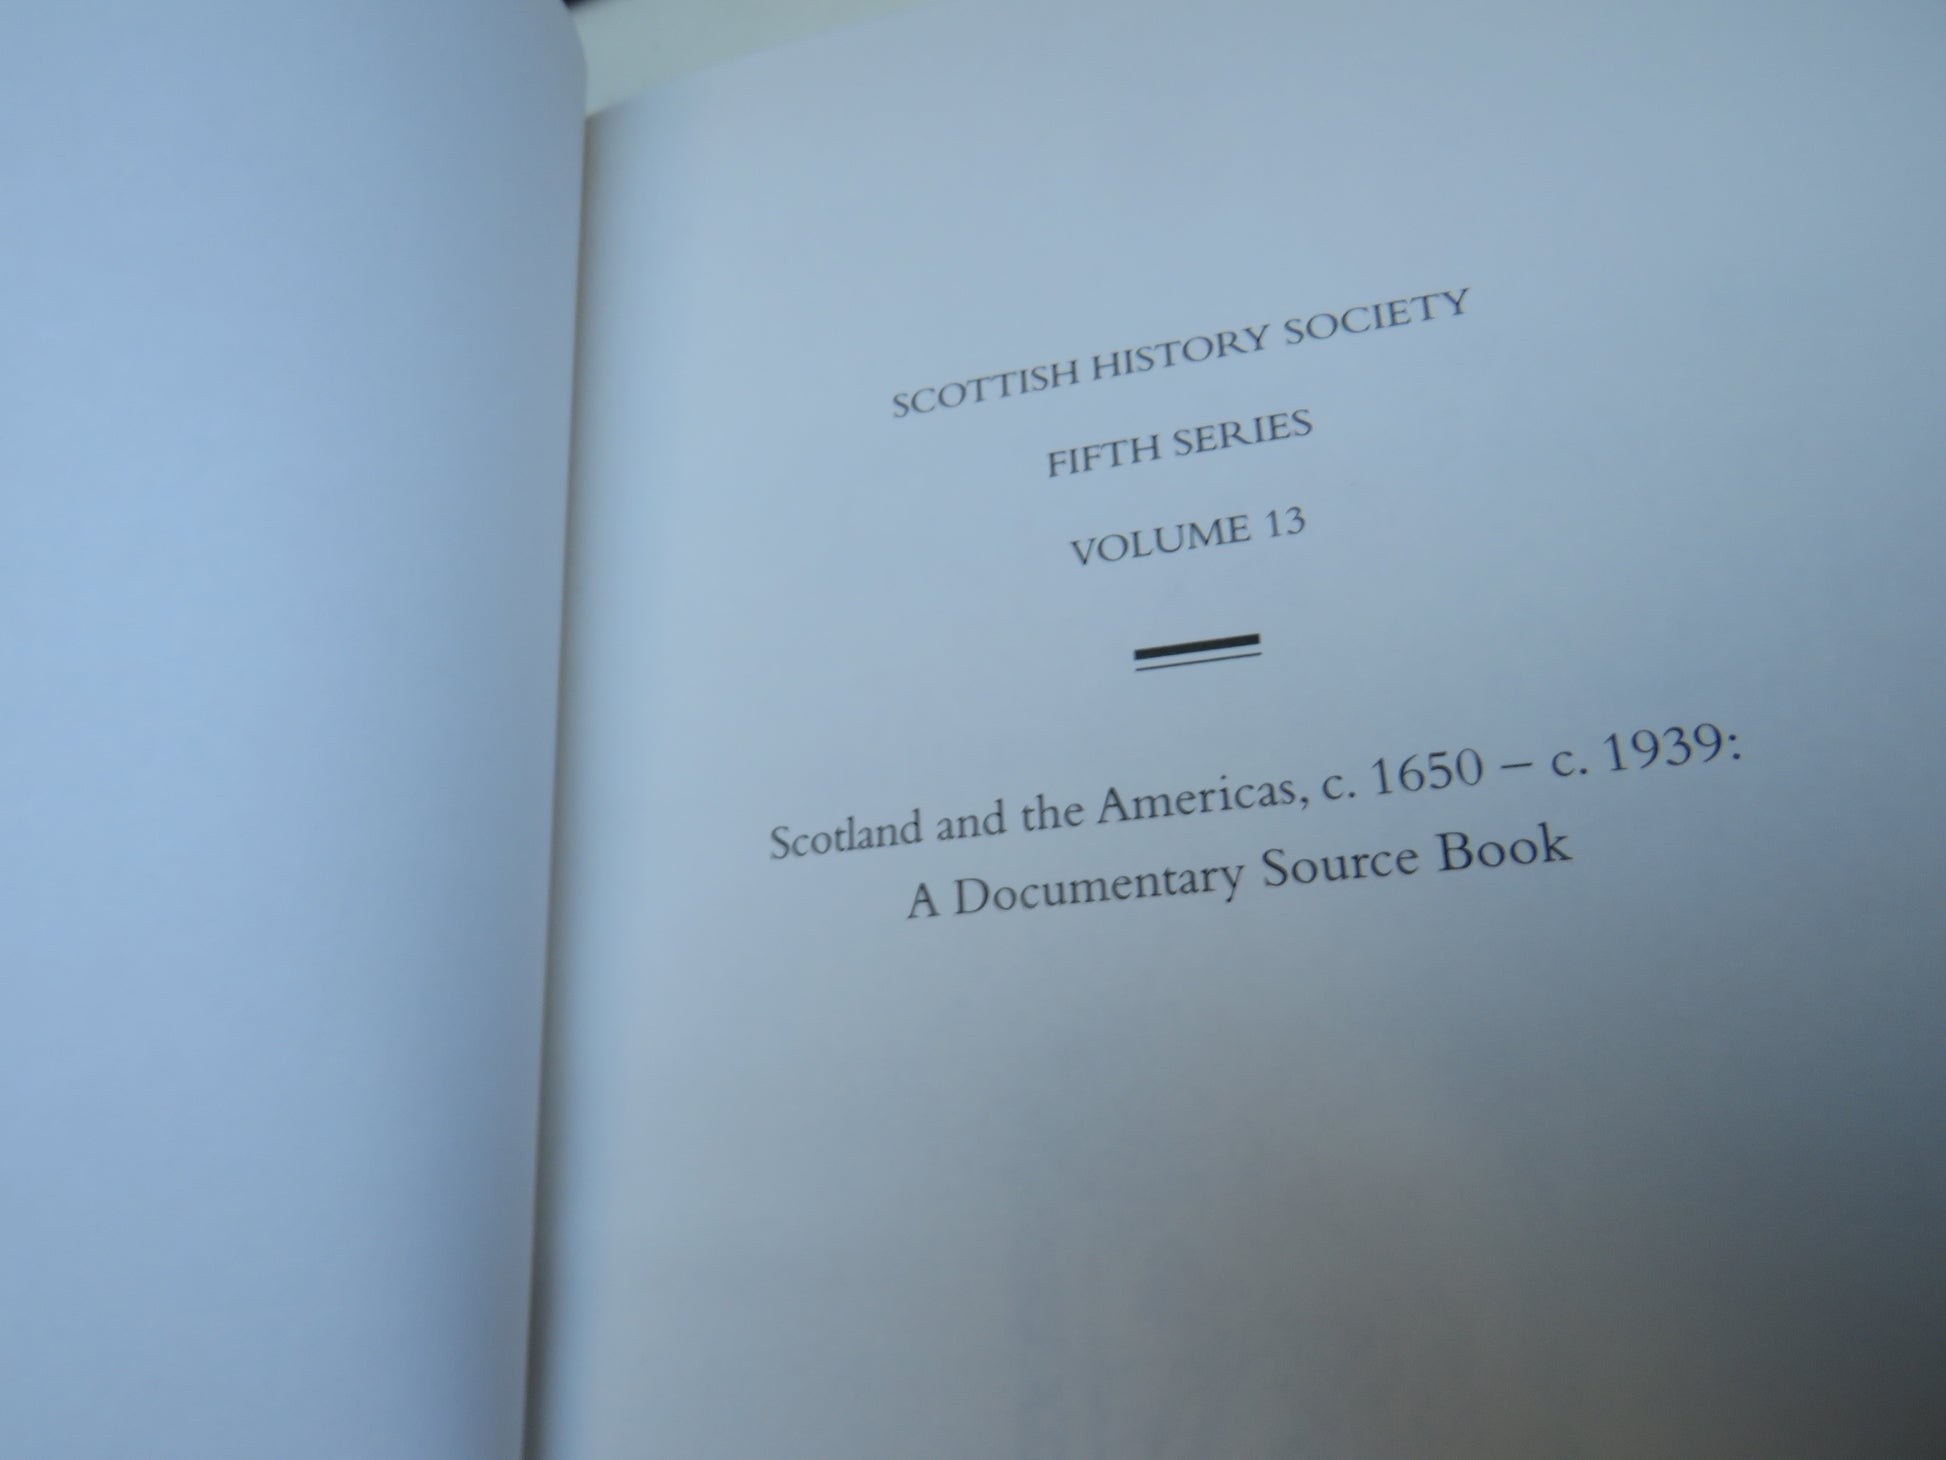 SCOTTISH HISTORY SOCIETY
FIFTH SERIES
VOLUME 13
Scotland and the Americas, c. 1650 – c. 1939:
A Documentary Source Book